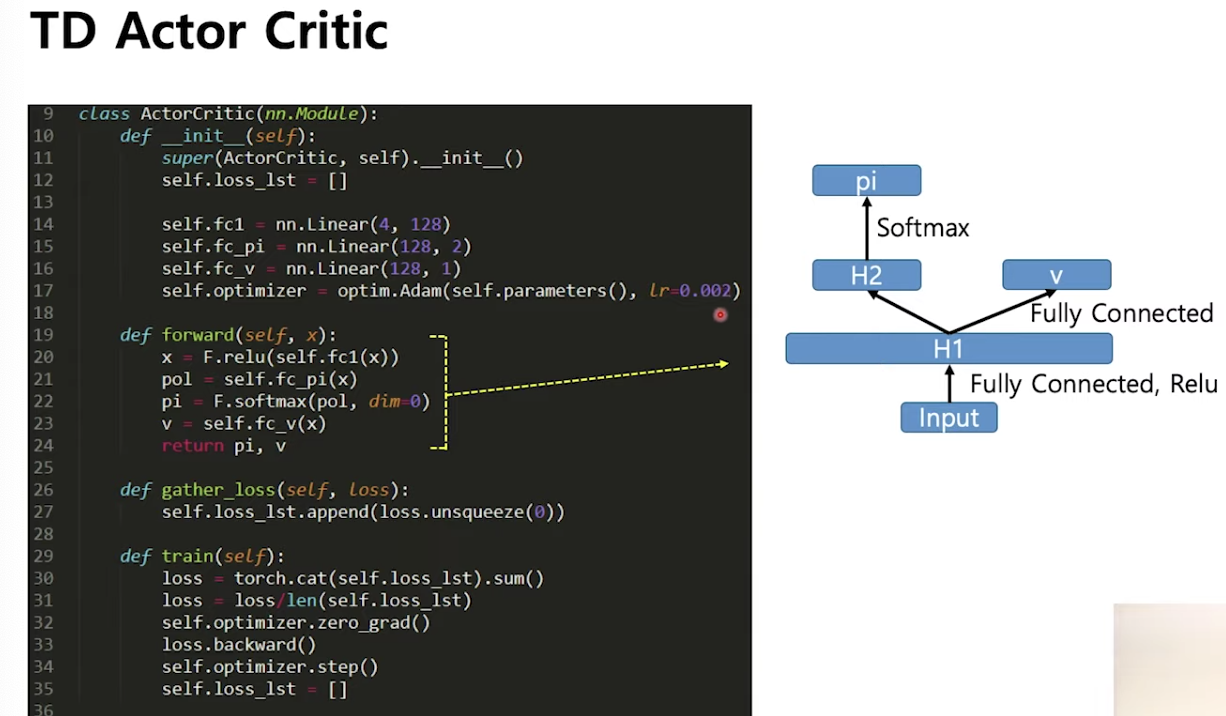 TD Actor Critic
9 class ActorCritic(nn.Module):
10 def __init__(self):
11 super(ActorCritic, self).__init__()
12 self.loss_lst = []
13
14 self.fc1 = nn.Linear(4, 128)
15 self.fc_pi = nn.Linear(128, 2)
16 self.fc_v = nn.Linear(128, 1)
17 self.optimizer = optim.Adam(self.parameters(), lr=0.002)
18
19 def forward(self, x):
20 x = F.relu(self.fc1(x))
21 pol = self.fc_pi(x)
22 pi = F.softmax(pol, dim=0)
23 v = self.fc_v(x)
24 return pi, v
25
26 def gather_loss(self, loss):
27 self.loss_lst.append(loss.unsqueeze(0))
28
29 def train(self):
30 loss = torch.cat(self.loss_lst).sum()
31 loss = loss/len(self.loss_lst)
32 self.optimizer.zero_grad()
33 loss.backward()
34 self.optimizer.step()
35 self.loss_lst = []
36
pi
Softmax
H2
v
Fully Connected
H1
Fully Connected, Relu
Input